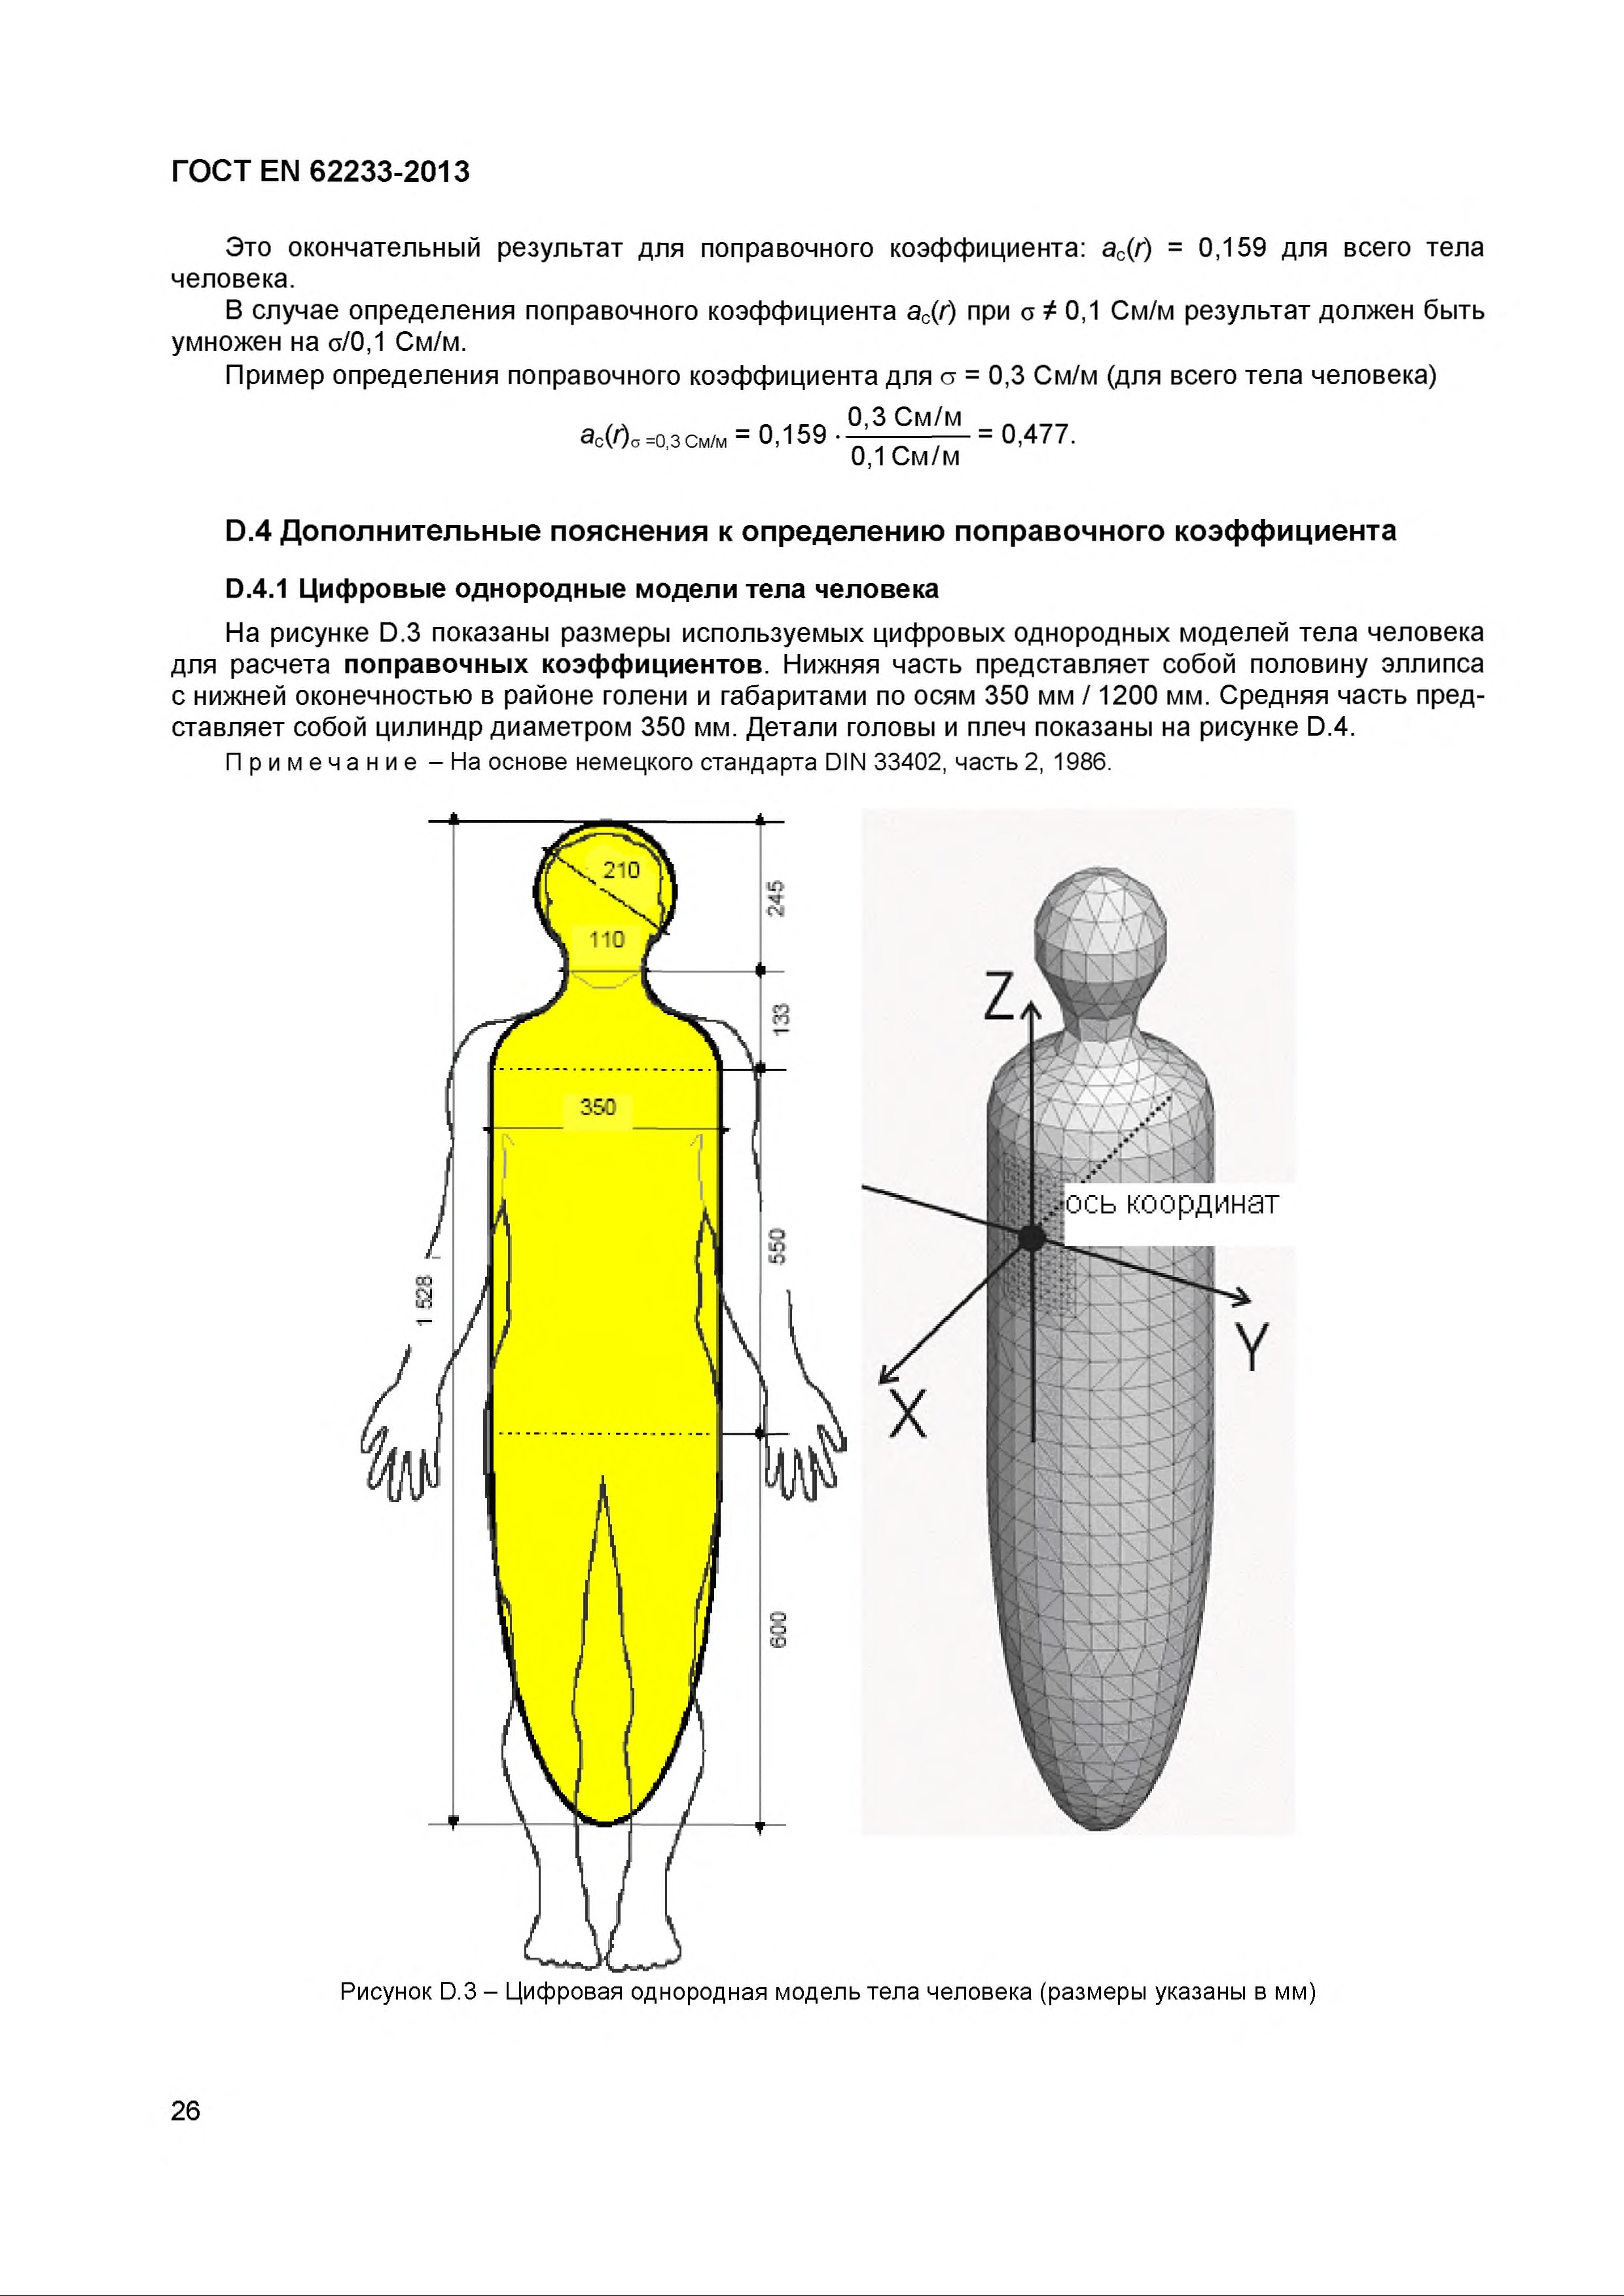 ГОСТ EN 62233-2013
Это окончательный результат для поправочного коэффициента: ac(r) = 0,159 для всего тела
человека.
В случае определения поправочного коэффициента ac(r) при σ ≠ 0,1 См/м результат должен быть
умножен на σ/0,1 См/м.
Пример определения поправочного коэффициента для σ = 0,3 См/м (для всего тела человека)
ac(r)σ =0,3 См/м = 0,159 · 0,3 См/м / 0,1 См/м = 0,477.
D.4 Дополнительные пояснения к определению поправочного коэффициента
D.4.1 Цифровые однородные модели тела человека
На рисунке D.3 показаны размеры используемых цифровых однородных моделей тела человека
для расчета поправочных коэффициентов. Нижняя часть представляет собой половину эллипса
с нижней оконечностью в районе голени и габаритами по осям 350 мм / 1200 мм. Средняя часть пред-
ставляет собой цилиндр диаметром 350 мм. Детали головы и плеч показаны на рисунке D.4.
Примечание – На основе немецкого стандарта DIN 33402, часть 2, 1986.
210
245
110
133
350
550
1 528
600
Z
ось координат
Y
X
Рисунок D.3 – Цифровая однородная модель тела человека (размеры указаны в мм)
26